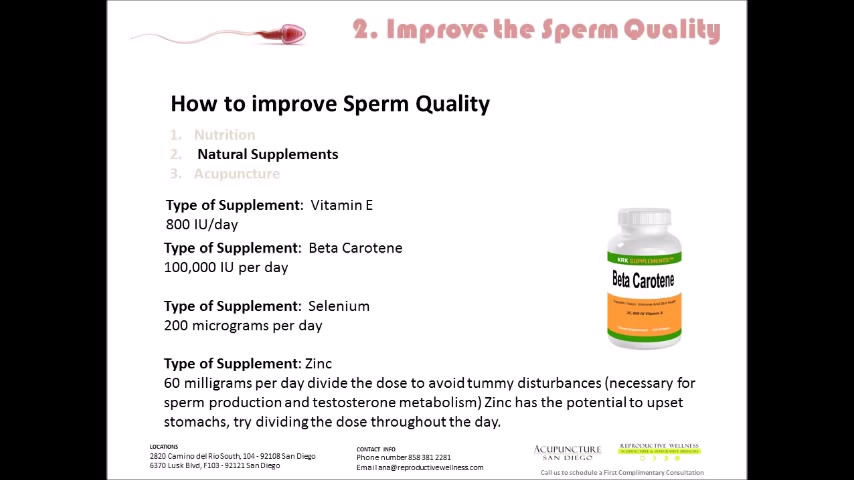 2. Improve the Sperm Quality
How to improve Sperm Quality
1. Nutrition
2. Natural Supplements
3. Acupuncture
Type of Supplement: Vitamin E
800 IU/day
Type of Supplement: Beta Carotene
100,000 IU per day
Type of Supplement: Selenium
200 micrograms per day
Type of Supplement: Zinc
60 milligrams per day divide the dose to avoid tummy disturbances (necessary for
sperm production and testosterone metabolism) Zinc has the potential to upset
stomachs, try dividing the dose throughout the day.
KRK SUPPLEMENTS
Beta Carotene
LOCATIONS
2820 Camino del Rio South, 104 - 92108 San Diego
6370 Lusk Blvd, F103 - 92121 San Diego
CONTACT INFO
Phone number 858 381 2281
Email ana@reproductivewellness.com
ACUPUNCTURE
SAN DIEGO
REPRODUCTIVE WELLNESS
Call us to schedule a First Complimentary Consultation